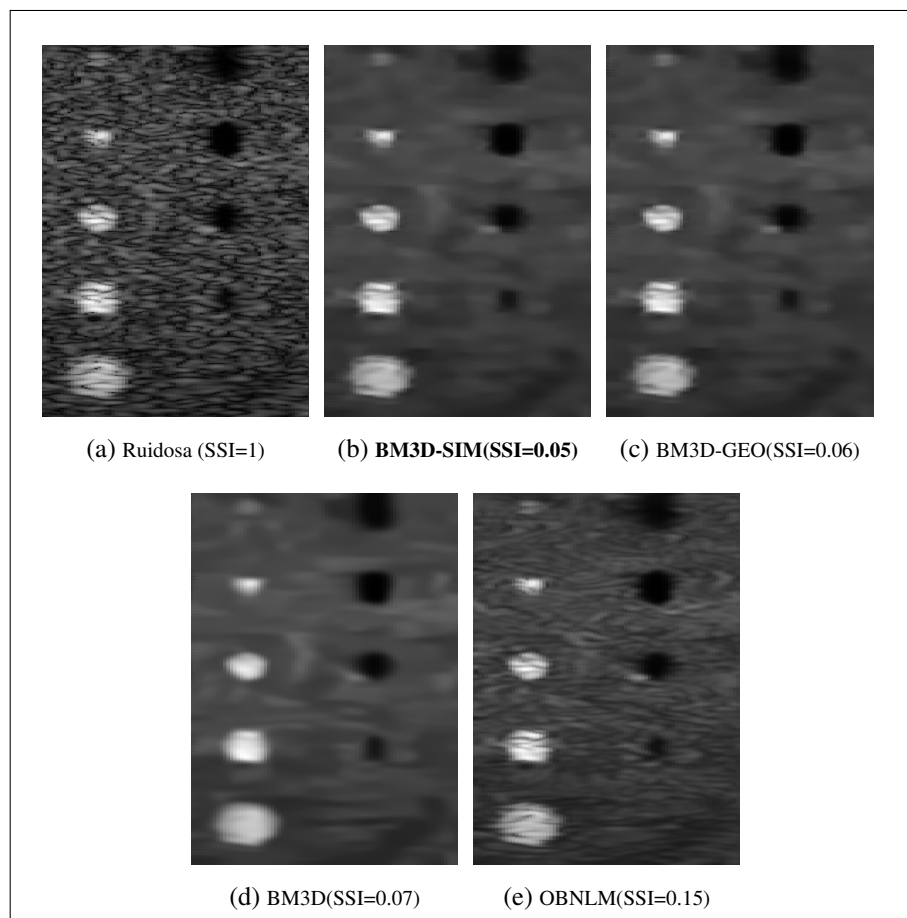 (a) Ruidosa (SSI=1)
(b) BM3D-SIM(SSI=0.05)
(c) BM3D-GEO(SSI=0.06)
(d) BM3D(SSI=0.07)
(e) OBNLM(SSI=0.15)